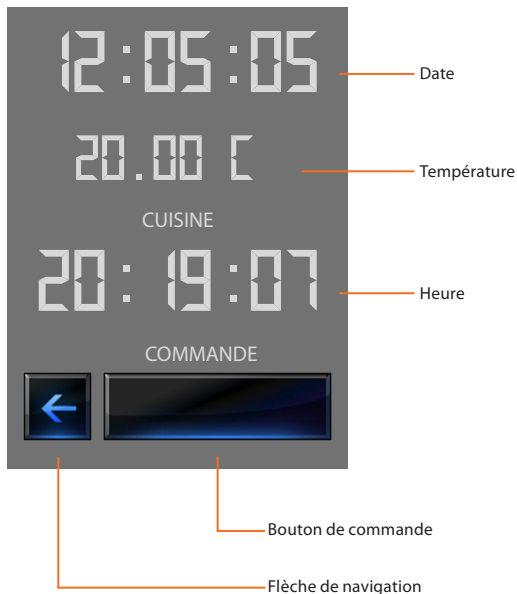 12:05:05
Date
20.00 C
Température
CUISINE
20:19:07
Heure
COMMANDE
Bouton de commande
Flèche de navigation